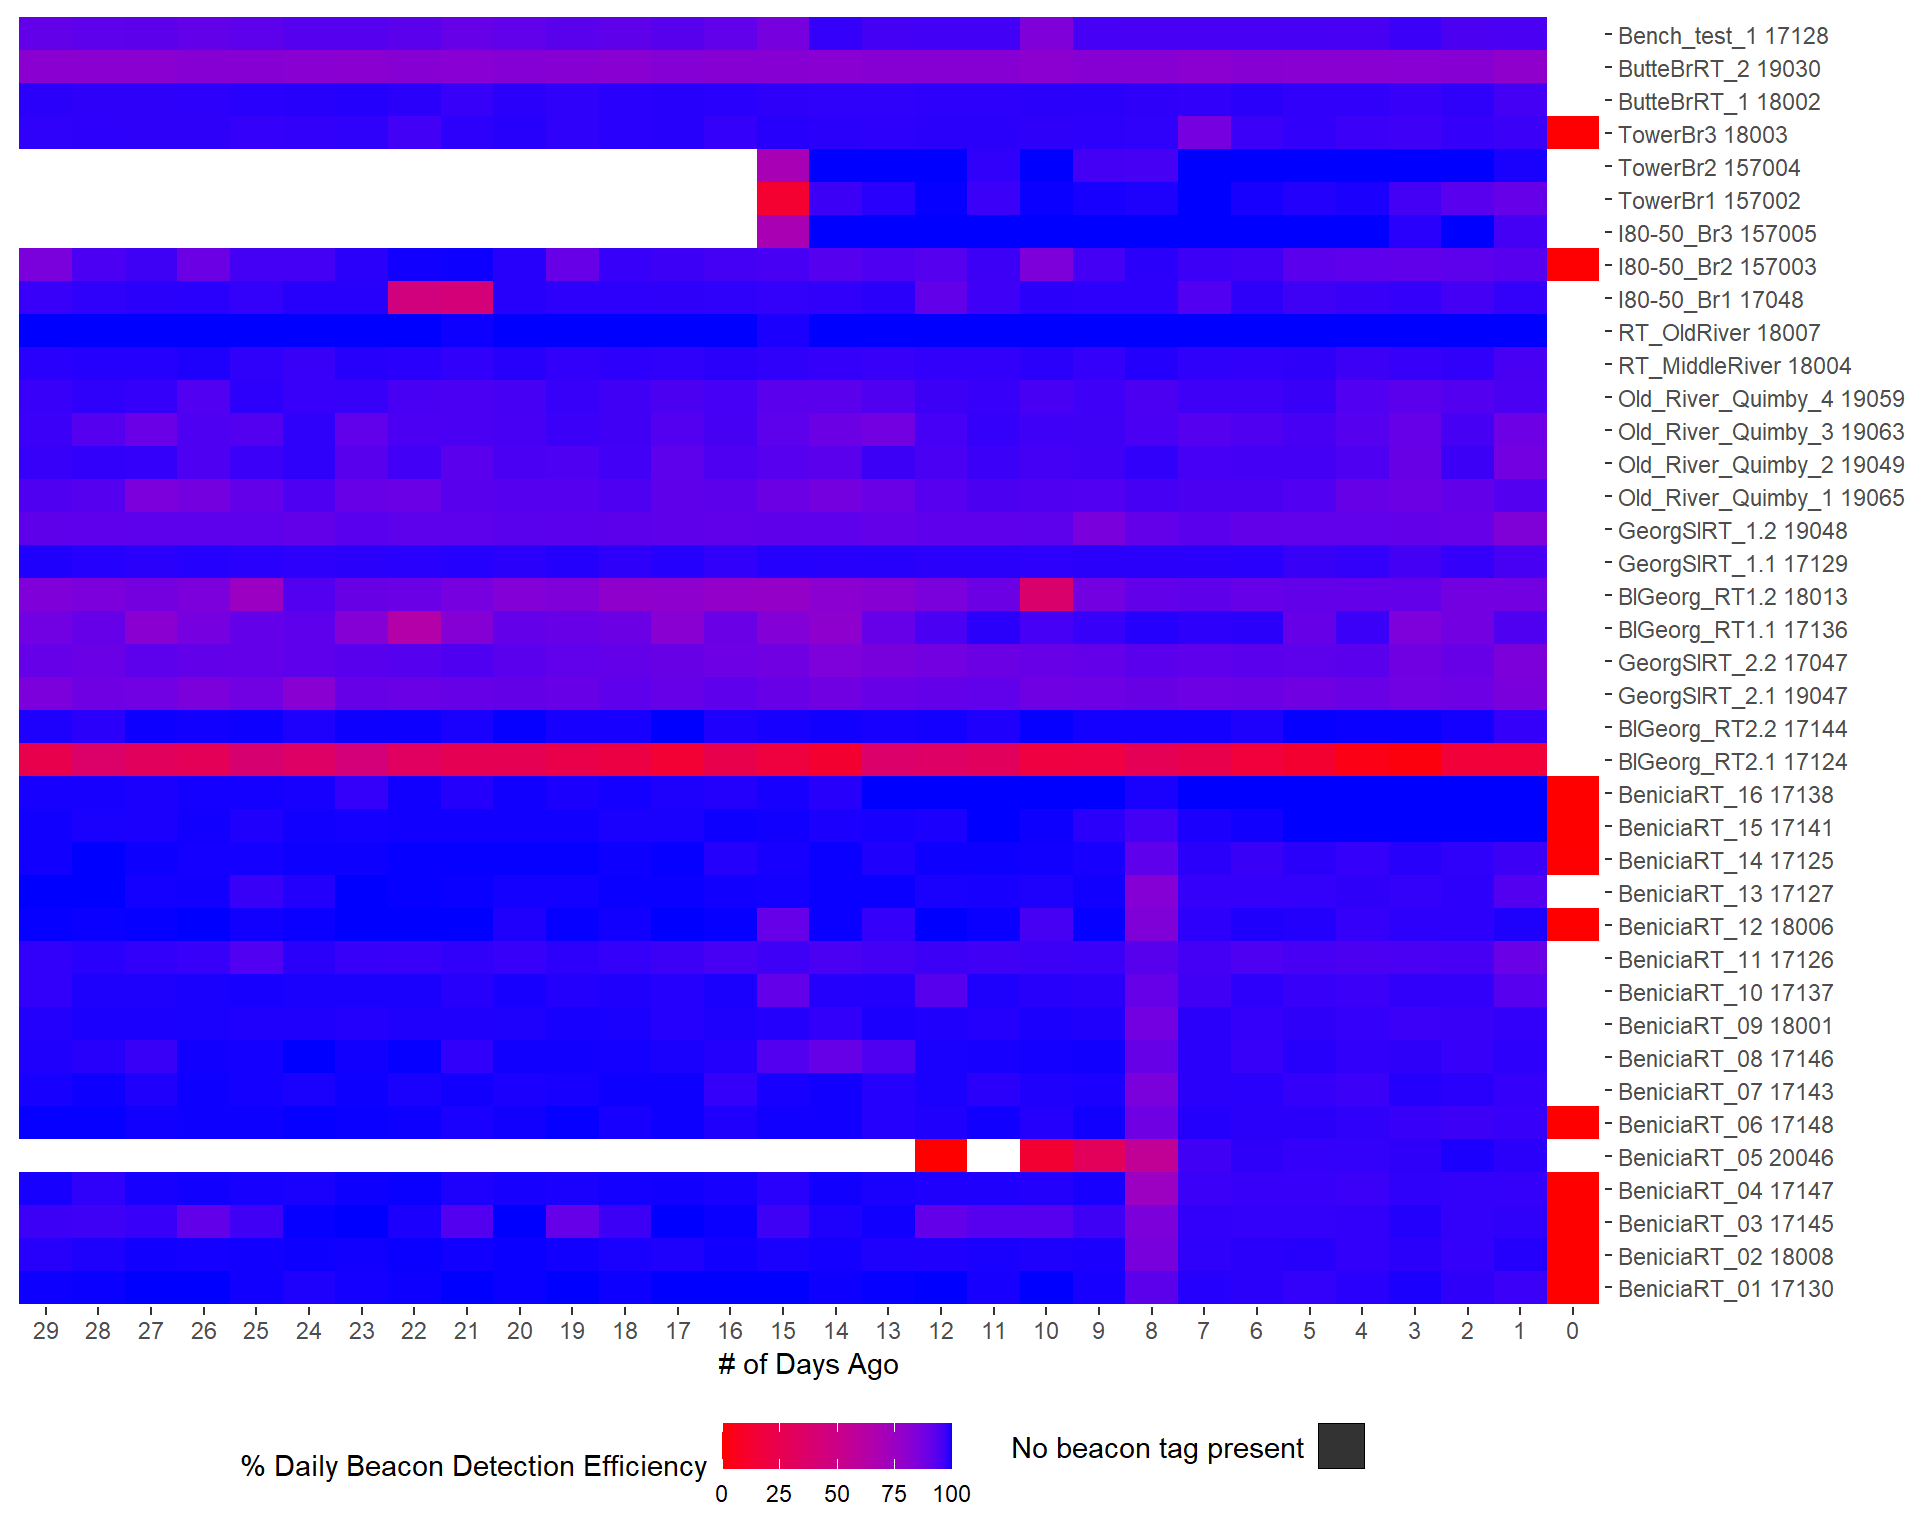 Bench_test_1 17128
ButteBrRT_2 19030
ButteBrRT_1 18002
TowerBr3 18003
TowerBr2 157004
TowerBr1 157002
I80-50_Br3 157005
I80-50_Br2 157003
I80-50_Br1 17048
RT_OldRiver 18007
RT_MiddleRiver 18004
Old_River_Quimby_4 19059
Old_River_Quimby_3 19063
Old_River_Quimby_2 19049
Old_River_Quimby_1 19065
GeorgSlRT_1.2 19048
GeorgSlRT_1.1 17129
BlGeorg_RT1.2 18013
BlGeorg_RT1.1 17136
GeorgSlRT_2.2 17047
GeorgSlRT_2.1 19047
BlGeorg_RT2.2 17144
BlGeorg_RT2.1 17124
BeniciaRT_16 17138
BeniciaRT_15 17141
BeniciaRT_14 17125
BeniciaRT_13 17127
BeniciaRT_12 18006
BeniciaRT_11 17126
BeniciaRT_10 17137
BeniciaRT_09 18001
BeniciaRT_08 17146
BeniciaRT_07 17143
BeniciaRT_06 17148
BeniciaRT_05 20046
BeniciaRT_04 17147
BeniciaRT_03 17145
BeniciaRT_02 18008
BeniciaRT_01 17130
29 28 27 26 25 24 23 22 21 20 19 18 17 16 15 14 13 12 11 10 9 8 7 6 5 4 3 2 1 0
# of Days Ago
% Daily Beacon Detection Efficiency
0 25 50 75 100
No beacon tag present